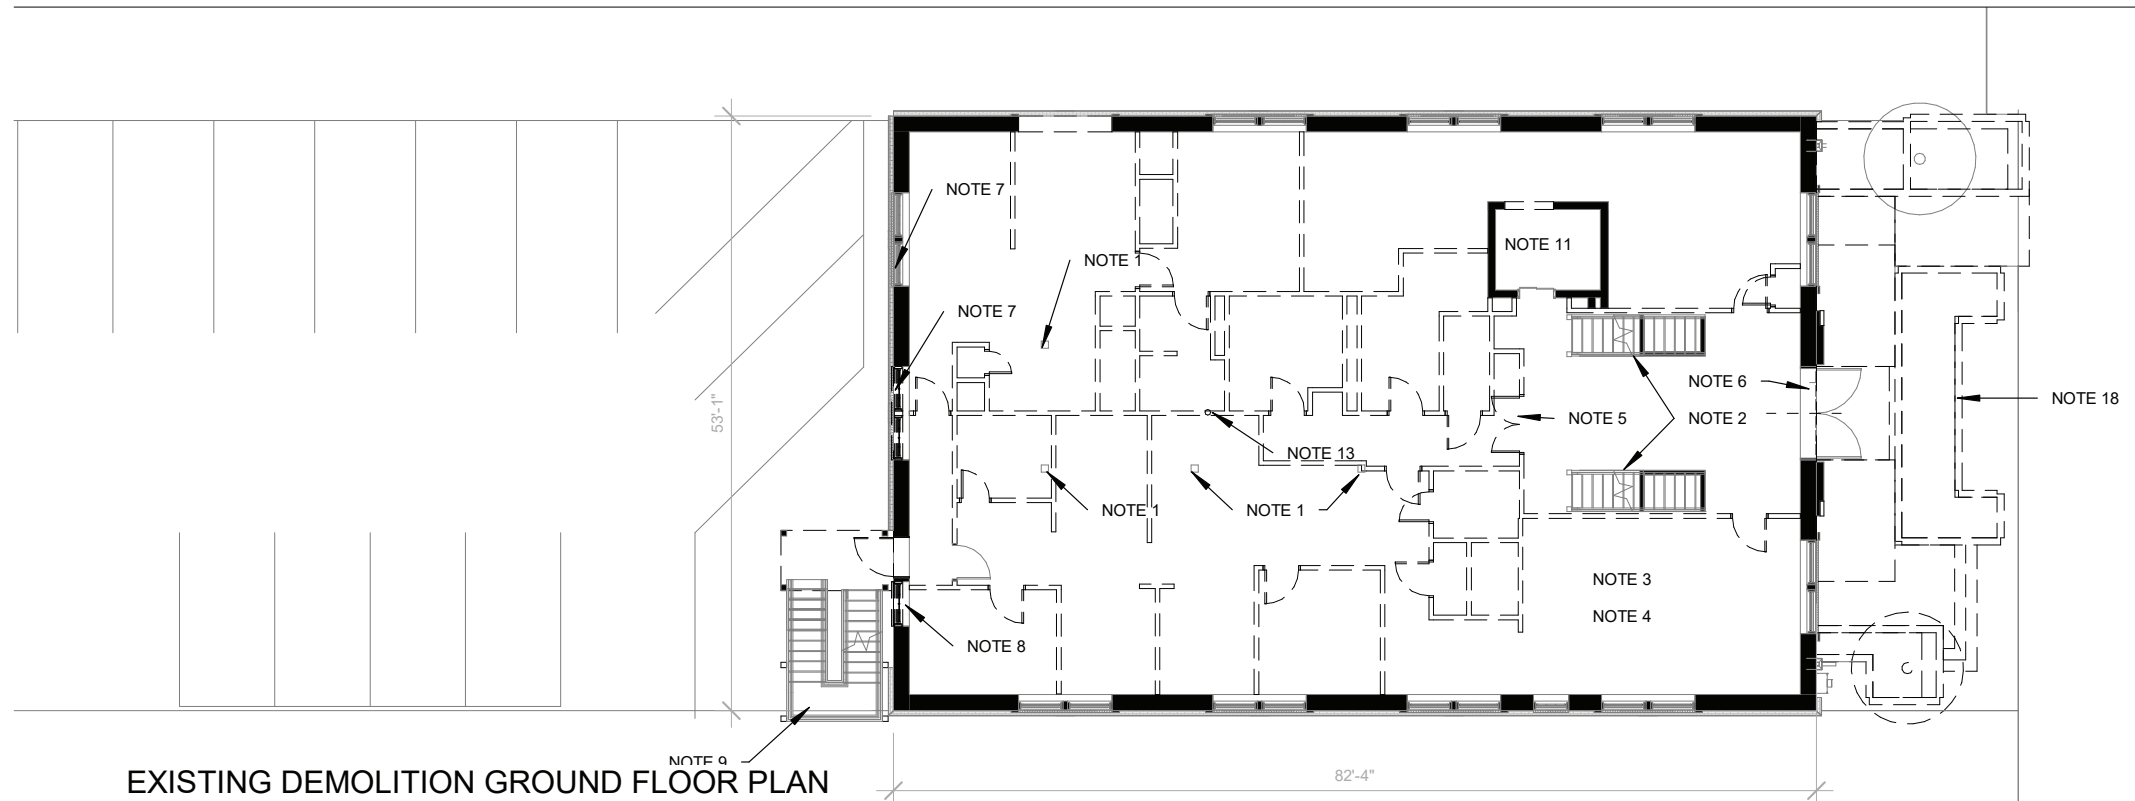 NOTE 7
NOTE 11
NOTE 1
NOTE 7
NOTE 6
NOTE 18
53'-1"
NOTE 5
NOTE 2
NOTE 13
NOTE 1
NOTE 1
NOTE 3
NOTE 4
NOTE 8
NOTE 9
EXISTING DEMOLITION GROUND FLOOR PLAN
82'-4"